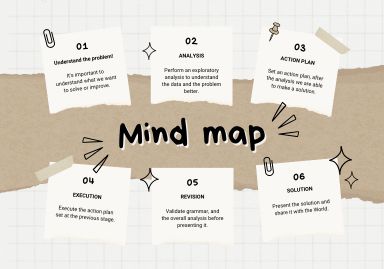 01
Understand the problem!
It's important to
understand what we want
to solve or improve.
02
ANALYSIS
Perform an exploratory
analysis to understand
the data and the problem
better.
03
ACTION PLAN
Set an action plan, after
the analysis we are able
to make a solution.
Mind map
04
EXECUTION
Execute the action plan
set at the previous stage.
05
REVISION
Validate grammar, and
the overall analysis before
presenting it.
06
SOLUTION
Present the solution and
share it with the World.